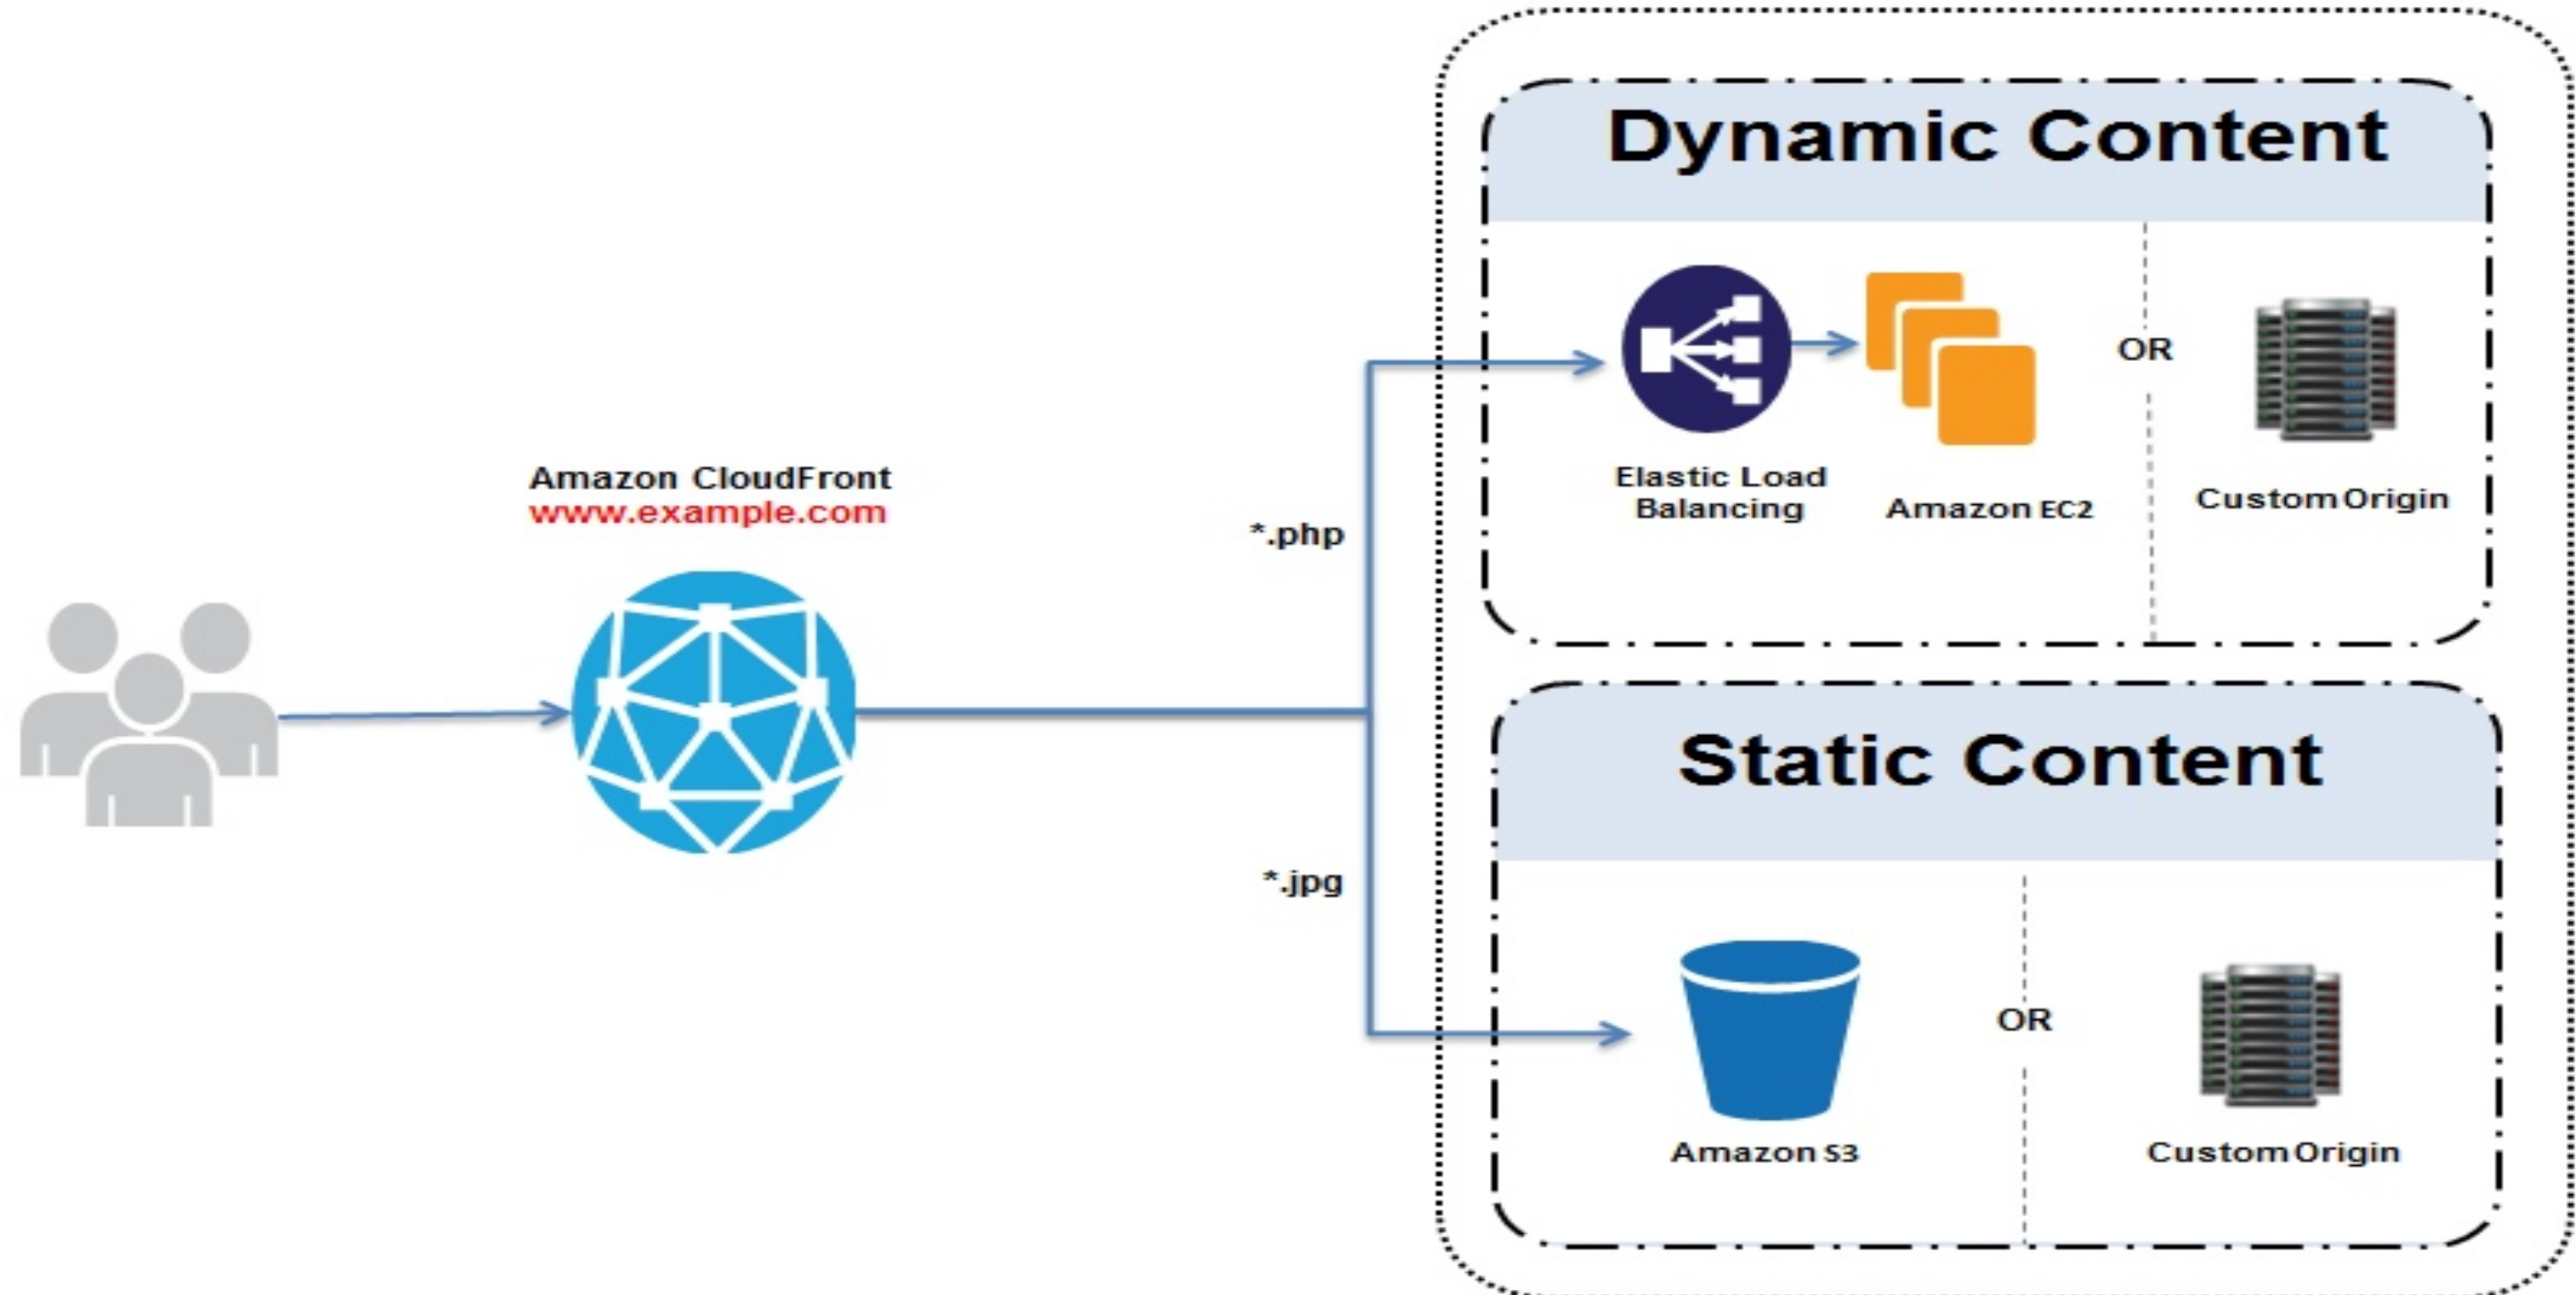 Dynamic Content
OR
Elastic Load
Balancing
Amazon EC2
Custom Origin
Amazon CloudFront
www.example.com
*.php
*.jpg
Static Content
OR
Amazon S3
Custom Origin